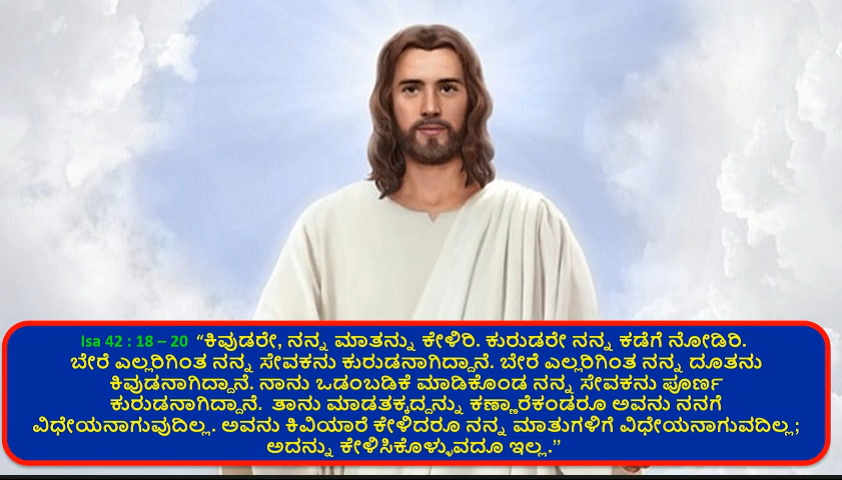 Isa 42 : 18 – 20 “ಕಿವುಡರೇ, ನನ್ನ ಮಾತನ್ನು ಕೇಳಿರಿ. ಕುರುಡರೇ ನನ್ನ ಕಡೆಗೆ ನೋಡಿರಿ.
ಬೇರೆ ಎಲ್ಲರಿಗಿಂತ ನನ್ನ ಸೇವಕನು ಕುರುಡನಾಗಿದ್ದಾನೆ. ಬೇರೆ ಎಲ್ಲರಿಗಿಂತ ನನ್ನ ದೂತನು
ಕಿವುಡನಾಗಿದ್ದಾನೆ. ನಾನು ಒಡಂಬಡಿಕೆ ಮಾಡಿಕೊಂಡ ನನ್ನ ಸೇವಕನು ಪೂರ್ಣ
ಕುರುಡನಾಗಿದ್ದಾನೆ. ತಾನು ಮಾಡತಕ್ಕದ್ದನ್ನು ಕಣ್ಣಾರೆಕಂಡರೂ ಅವನು ನನಗೆ
ವಿಧೇಯನಾಗುವುದಿಲ್ಲ. ಅವನು ಕಿವಿಯಾರೆ ಕೇಳಿದರೂ ನನ್ನ ಮಾತುಗಳಿಗೆ ವಿಧೇಯನಾಗುವದಿಲ್ಲ;
ಅದನ್ನು ಕೇಳಿಸಿಕೊಳ್ಳುವದೂ ಇಲ್ಲ.”